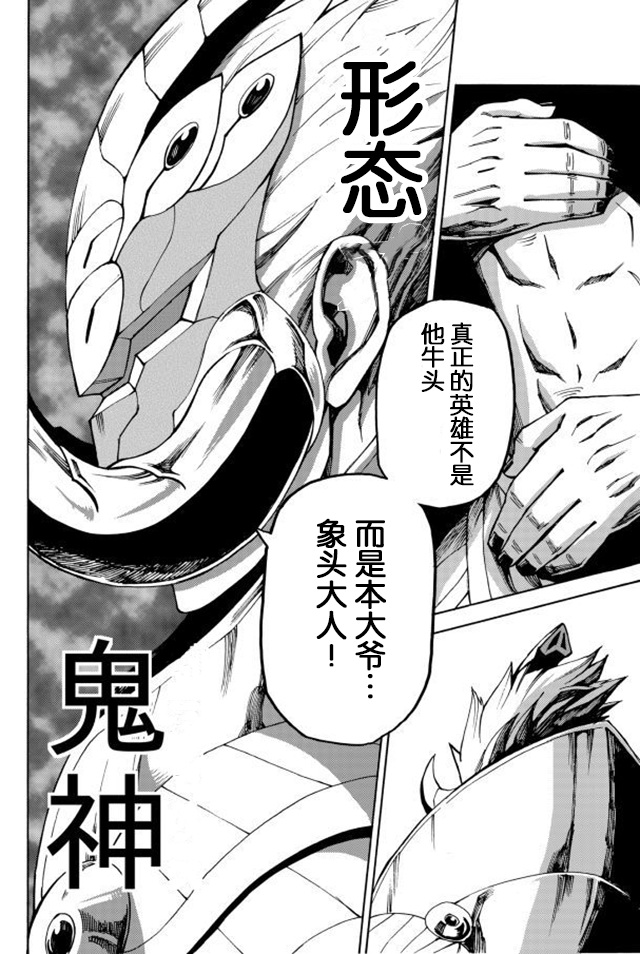 真正的英雄不是
他牛头
而是本大爷…
象头大人！
形态
鬼神